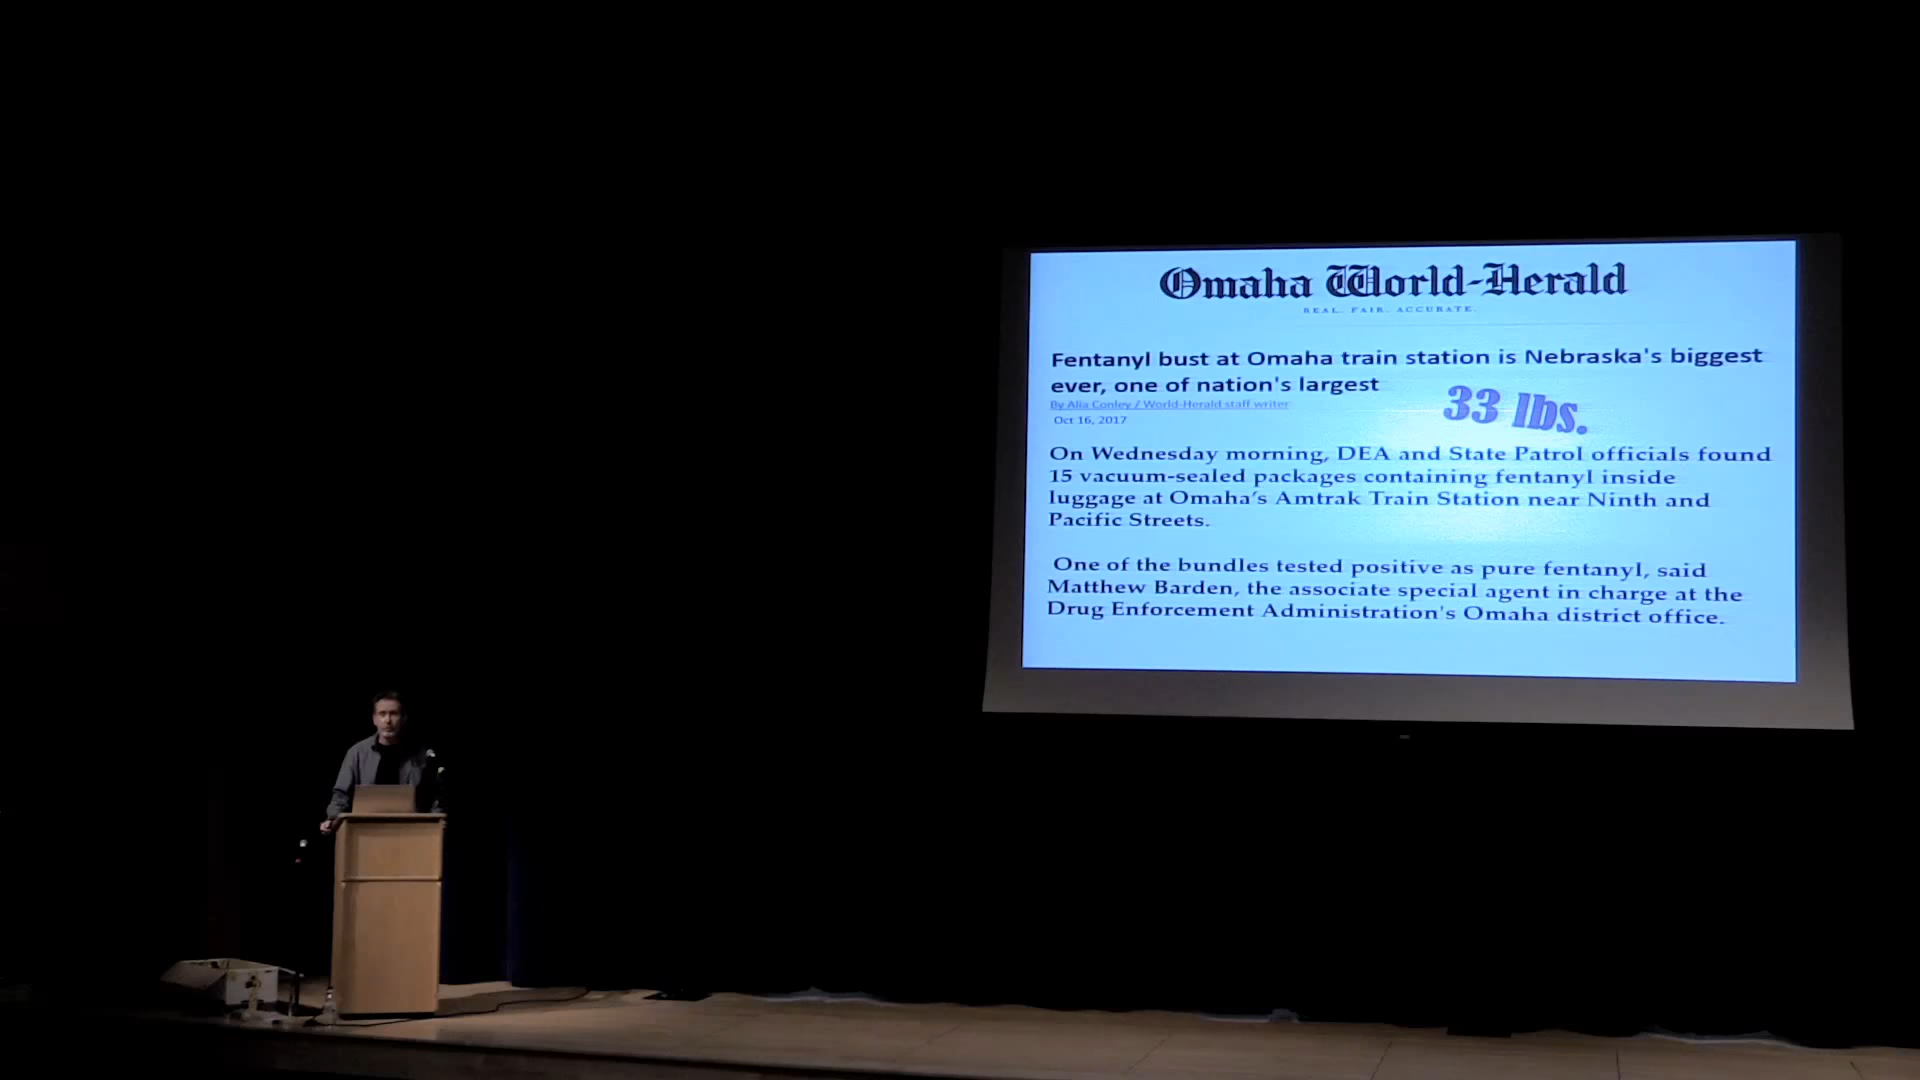 Omaha World-Herald
REAL. FAIR. ACCURATE.
Fentanyl bust at Omaha train station is Nebraska's biggest
ever, one of nation's largest
By Alia Conley / World-Herald staff writer
Oct 16, 2017
33 lbs.
On Wednesday morning, DEA and State Patrol officials found
15 vacuum-sealed packages containing fentanyl inside
luggage at Omaha's Amtrak Train Station near Ninth and
Pacific Streets.
One of the bundles tested positive as pure fentanyl, said
Matthew Barden, the associate special agent in charge at the
Drug Enforcement Administration's Omaha district office.